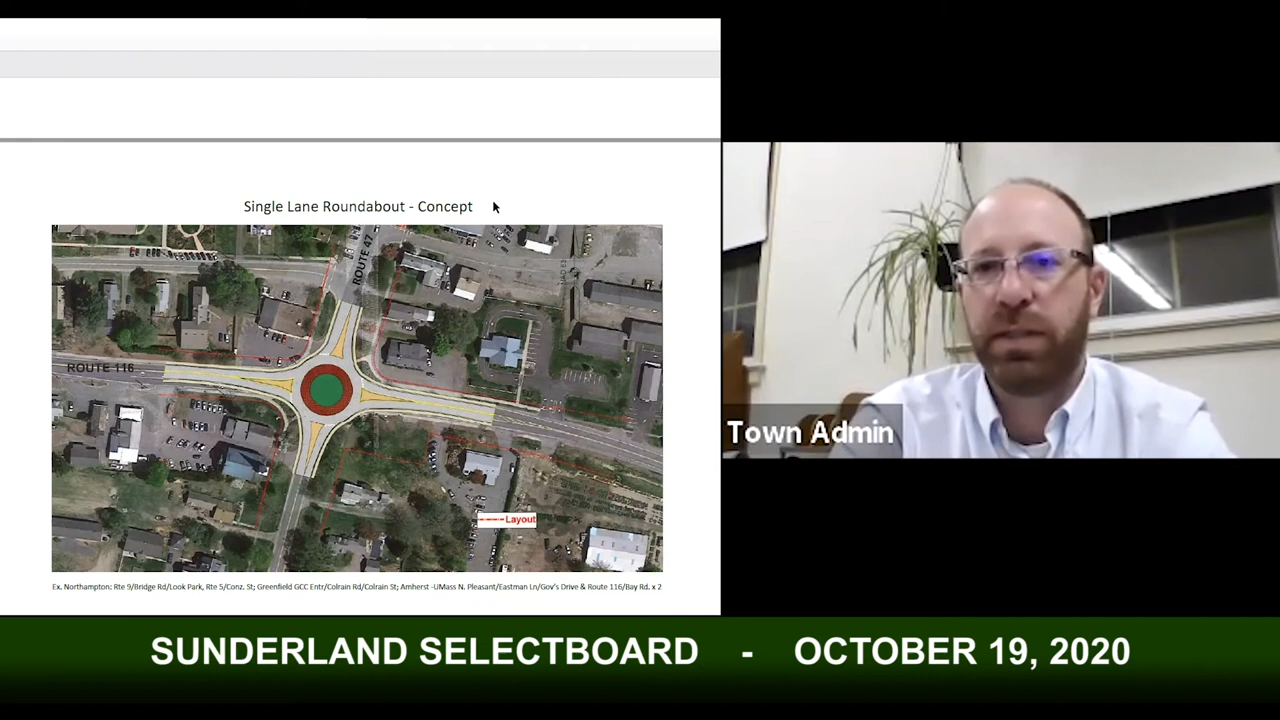 Single Lane Roundabout - Concept
ROUTE 47
ROUTE 116
Layout
Ex. Northampton: Rte 9/Bridge Rd/Look Park, Rte 5/Conz. St; Greenfield GCC Entr/Colrain Rd/Colrain St; Amherst -UMass N. Pleasant/Eastman Ln/Gov's Drive & Route 116/Bay Rd. x 2
Town Admin
SUNDERLAND SELECTBOARD - OCTOBER 19, 2020